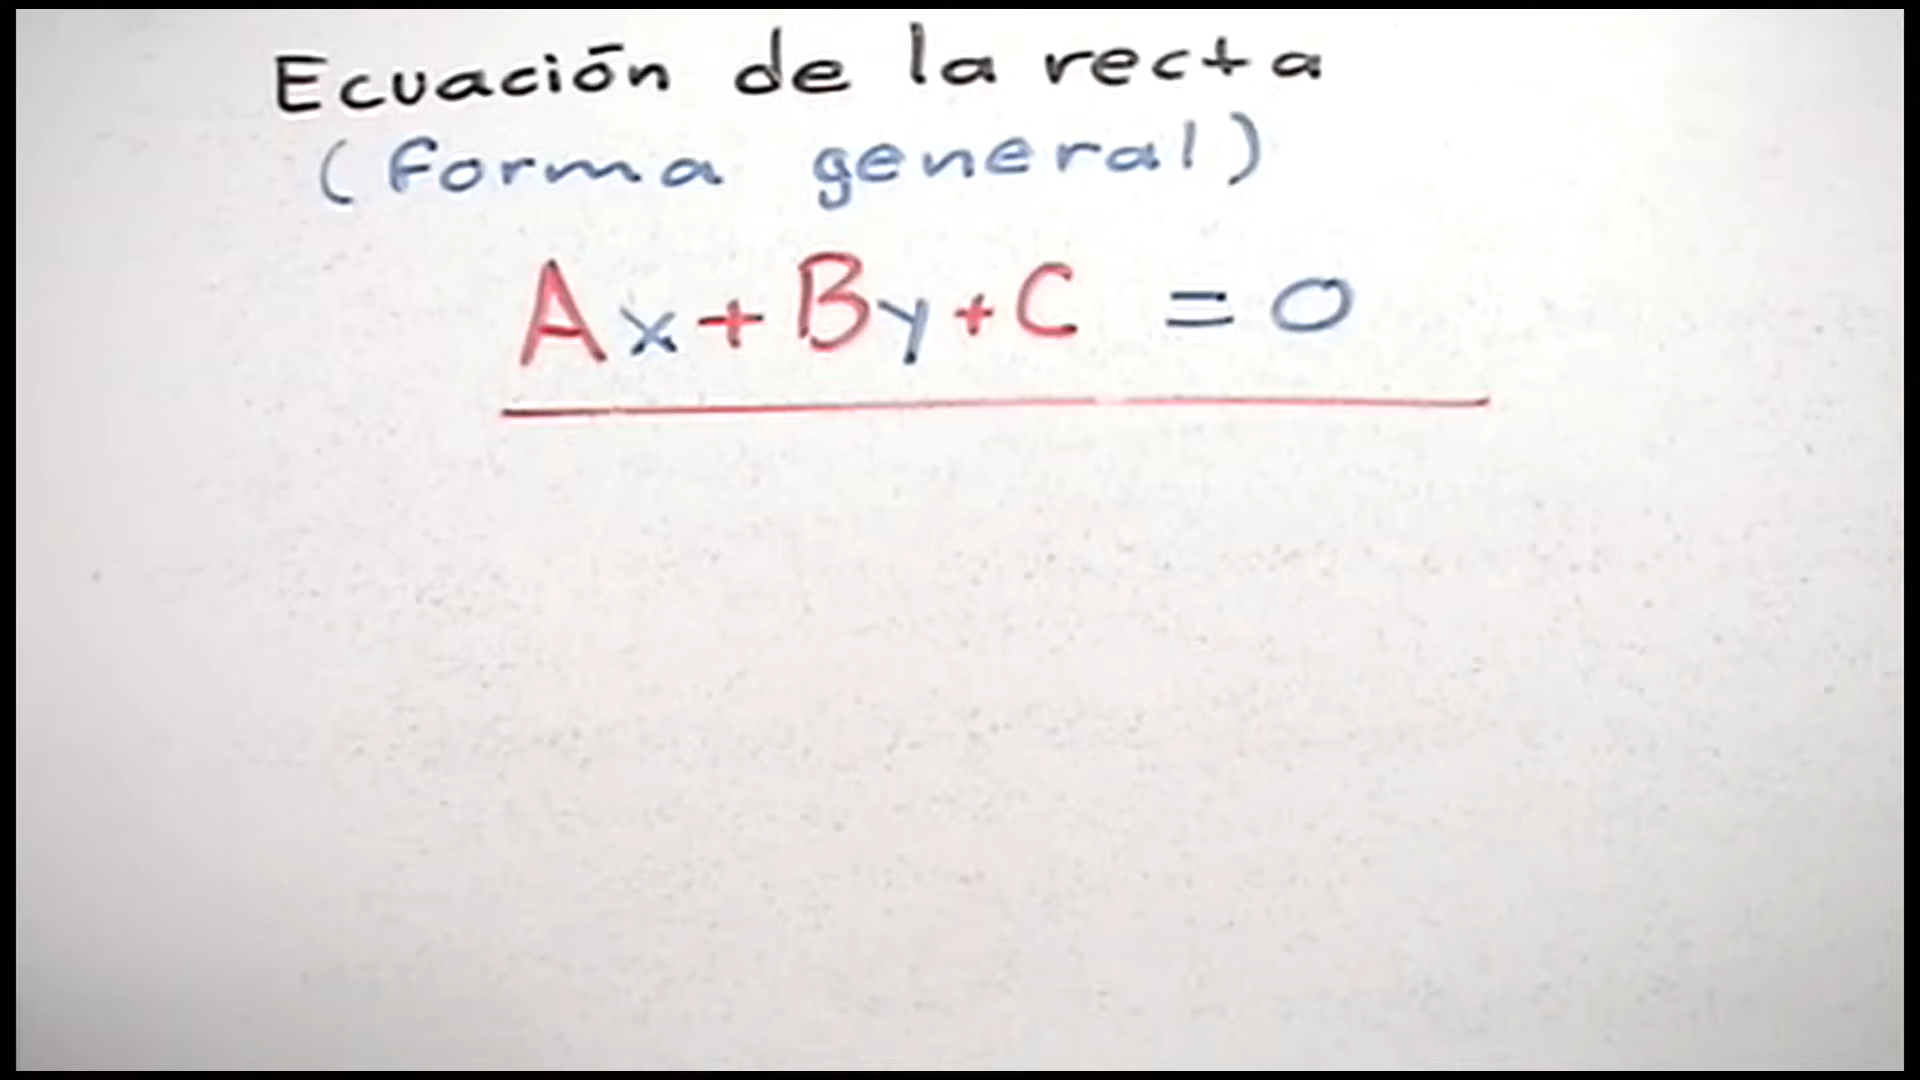 Ecuación de la recta
(forma general)
Ax + By + C = 0